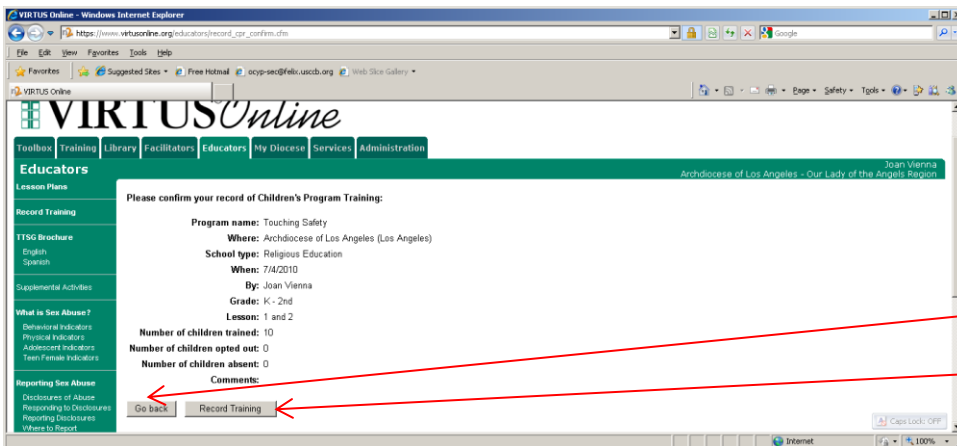 VIRTUS Online - Windows Internet Explorer
https://www.virtusonline.org/educators/record_cpr_confirm.cfm
Google
File Edit View Favorites Tools Help
Favorites Suggested Sites Free Hotmail ocyp-sec@felix.usccb.org Web Slice Gallery
VIRTUS Online
Page Safety Tools
VIRTUSOnline
Toolbox Training Library Facilitators Educators My Diocese Services Administration
Educators
Joan Vienna
Archdiocese of Los Angeles - Our Lady of the Angels Region
Lesson Plans
Record Training
TTSG Brochure
English
Spanish
Supplemental Activities
What is Sex Abuse?
Behavioral Indicators
Physical Indicators
Adolescent Indicators
Teen Female Indicators
Reporting Sex Abuse
Disclosures of Abuse
Responding to Disclosures
Reporting Disclosures
Where to Report
Please confirm your record of Children's Program Training:
Program name: Touching Safety
Where: Archdiocese of Los Angeles (Los Angeles)
School type: Religious Education
When: 7/4/2010
By: Joan Vienna
Grade: K - 2nd
Lesson: 1 and 2
Number of children trained: 10
Number of children opted out: 0
Number of children absent: 0
Comments:
Go back Record Training
Caps Lock: OFF
Internet 100%